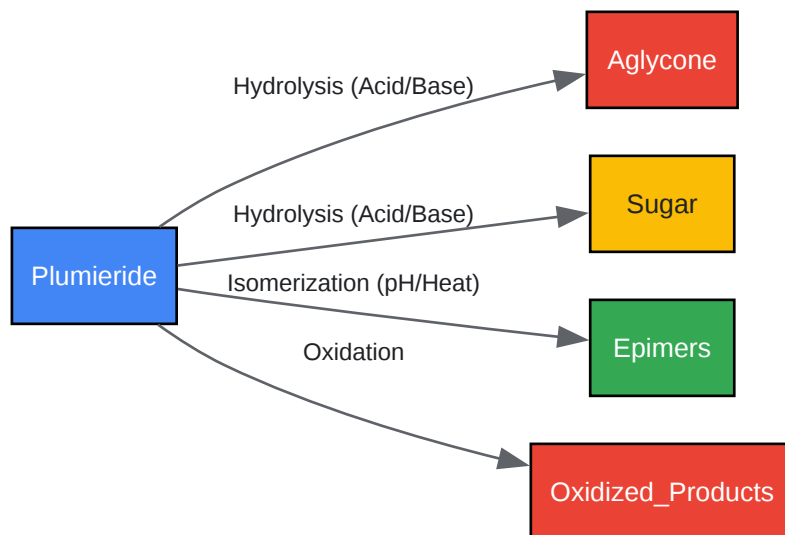 Aglycone
Hydrolysis (Acid/Base)
Sugar
Hydrolysis (Acid/Base)
Plumieride
Isomerization (pH/Heat)
Epimers
Oxidation
Oxidized_Products